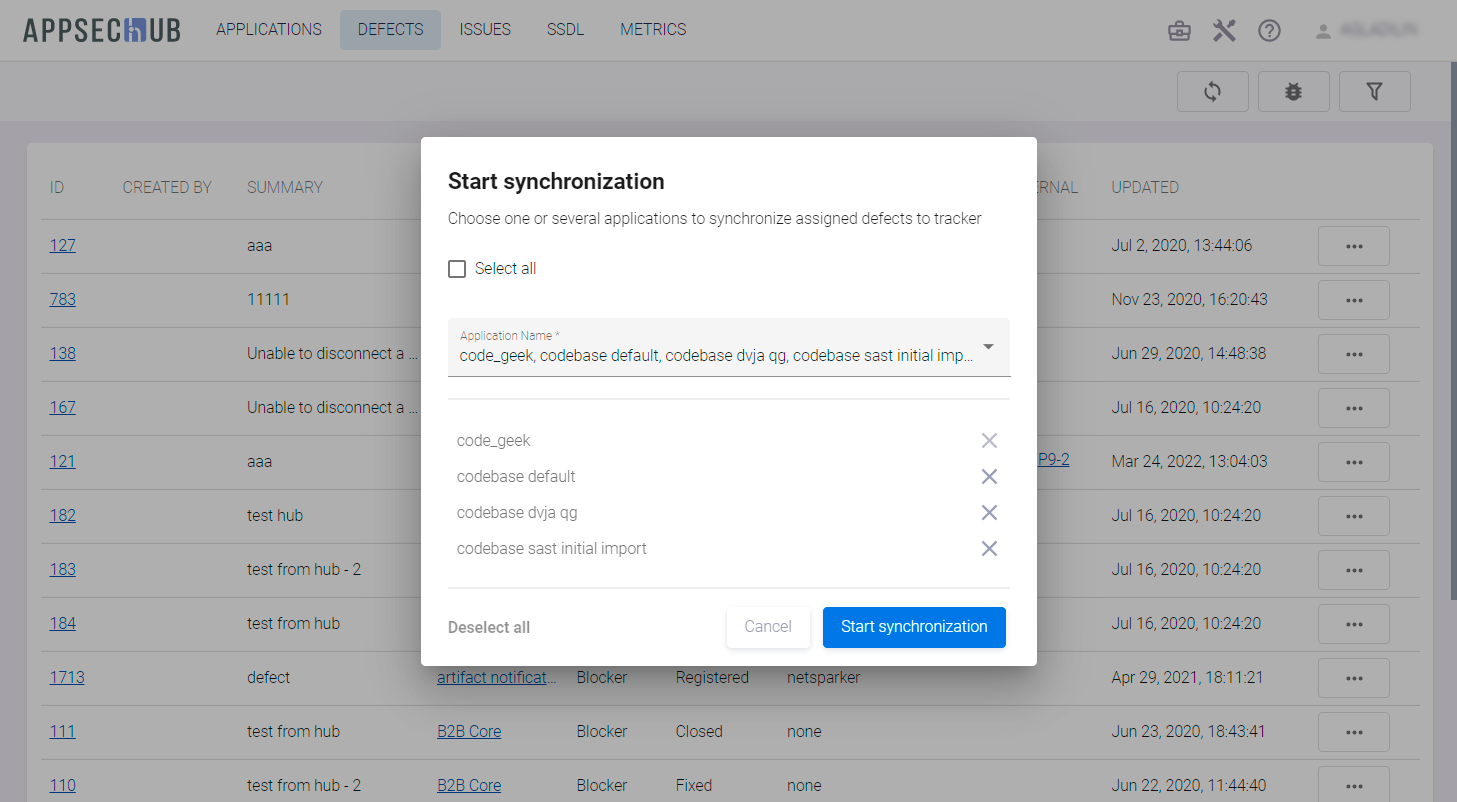 APPSECHUB APPLICATIONS DEFECTS ISSUES SSDL METRICS
ID CREATED BY SUMMARY ERNAL UPDATED
127 aaa Jul 2, 2020, 13:44:06
783 11111 Nov 23, 2020, 16:20:43
138 Unable to disconnect a ... Jun 29, 2020, 14:48:38
167 Unable to disconnect a ... Jul 16, 2020, 10:24:20
121 aaa P9-2 Mar 24, 2022, 13:04:03
182 test hub Jul 16, 2020, 10:24:20
183 test from hub - 2 Jul 16, 2020, 10:24:20
184 test from hub Jul 16, 2020, 10:24:20
1713 defect artifact notificat... Blocker Registered netsparker Apr 29, 2021, 18:11:21
111 test from hub B2B Core Blocker Closed none Jun 23, 2020, 18:43:41
110 test from hub - 2 B2B Core Blocker Fixed none Jun 22, 2020, 11:44:40
Start synchronization
Choose one or several applications to synchronize assigned defects to tracker
Select all
Application Name *
code_geek, codebase default, codebase dvja qg, codebase sast initial imp...
code_geek
codebase default
codebase dvja qg
codebase sast initial import
Deselect all Cancel Start synchronization